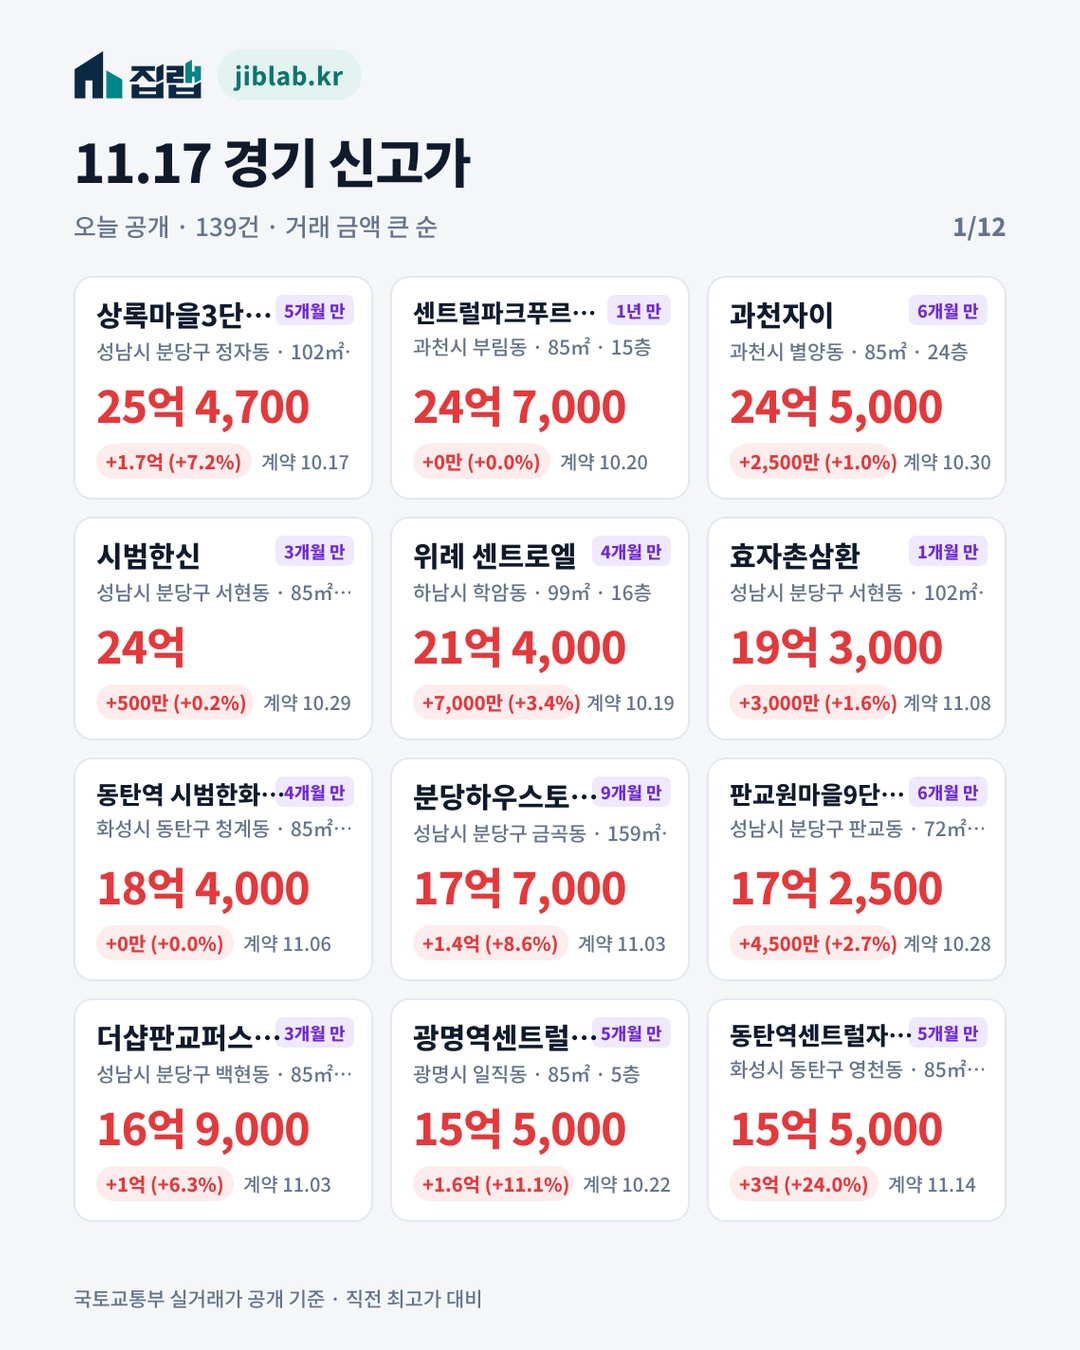 집랩 jiblab.kr
11.17 경기 신고가
오늘 공개 · 139건 · 거래 금액 큰 순 1/12
상록마을3단… 5개월 만
성남시 분당구 정자동 · 102㎡·
25억 4,700
+1.7억 (+7.2%) 계약 10.17
센트럴파크푸르… 1년 만
과천시 부림동 · 85㎡ · 15층
24억 7,000
+0만 (+0.0%) 계약 10.20
과천자이 6개월 만
과천시 별양동 · 85㎡ · 24층
24억 5,000
+2,500만 (+1.0%) 계약 10.30
시범한신 3개월 만
성남시 분당구 서현동 · 85㎡…
24억
+500만 (+0.2%) 계약 10.29
위례 센트로엘 4개월 만
하남시 학암동 · 99㎡ · 16층
21억 4,000
+7,000만 (+3.4%) 계약 10.19
효자촌삼환 1개월 만
성남시 분당구 서현동 · 102㎡·
19억 3,000
+3,000만 (+1.6%) 계약 11.08
동탄역 시범한화… 4개월 만
화성시 동탄구 청계동 · 85㎡…
18억 4,000
+0만 (+0.0%) 계약 11.06
분당하우스토… 9개월 만
성남시 분당구 금곡동 · 159㎡·
17억 7,000
+1.4억 (+8.6%) 계약 11.03
판교원마을9단… 6개월 만
성남시 분당구 판교동 · 72㎡…
17억 2,500
+4,500만 (+2.7%) 계약 10.28
더샵판교퍼스… 3개월 만
성남시 분당구 백현동 · 85㎡…
16억 9,000
+1억 (+6.3%) 계약 11.03
광명역센트럴… 5개월 만
광명시 일직동 · 85㎡ · 5층
15억 5,000
+1.6억 (+11.1%) 계약 10.22
동탄역센트럴자… 5개월 만
화성시 동탄구 영천동 · 85㎡…
15억 5,000
+3억 (+24.0%) 계약 11.14
국토교통부 실거래가 공개 기준 · 직전 최고가 대비